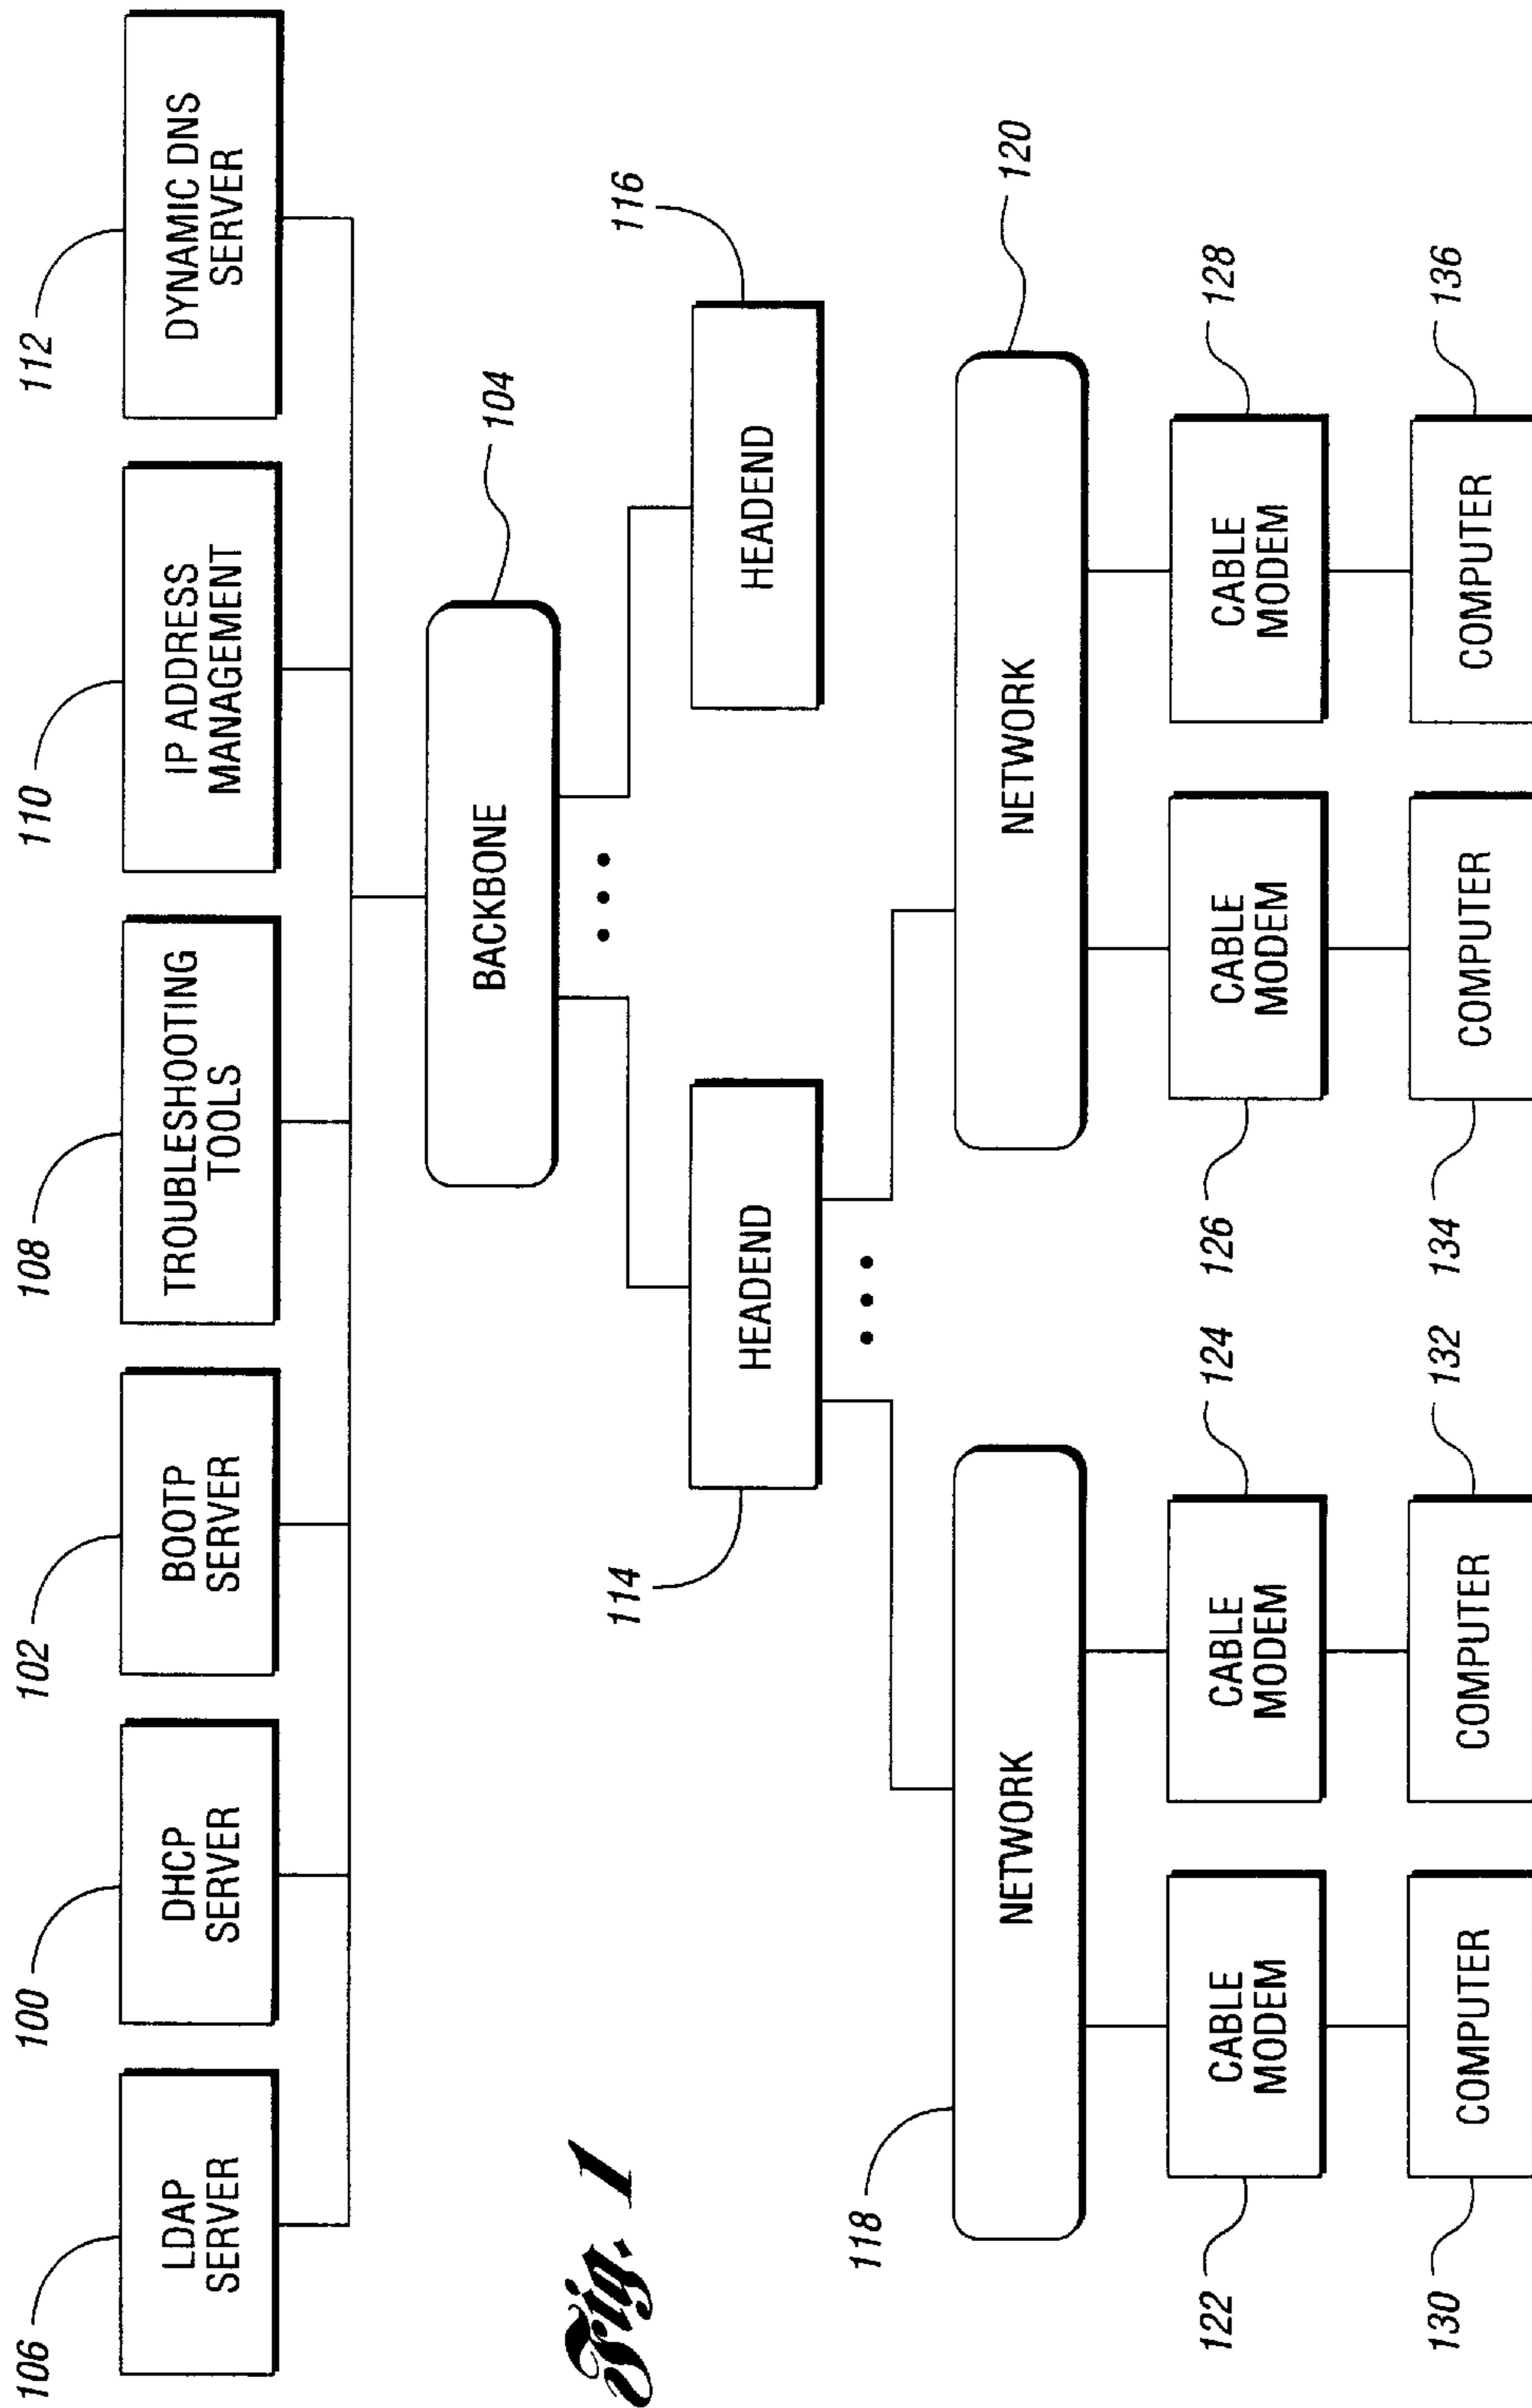 106
100
102
108
110
112
LDAP
SERVER
DHCP
SERVER
BOOTP
SERVER
TROUBLESHOOTING
TOOLS
IP ADDRESS
MANAGEMENT
DYNAMIC DNS
SERVER
BACKBONE
104
Fig. 1
114
HEADEND
116
HEADEND
118
NETWORK
NETWORK
120
122
CABLE
MODEM
CABLE
MODEM
124
126
CABLE
MODEM
CABLE
MODEM
128
130
COMPUTER
COMPUTER
132
134
COMPUTER
COMPUTER
136